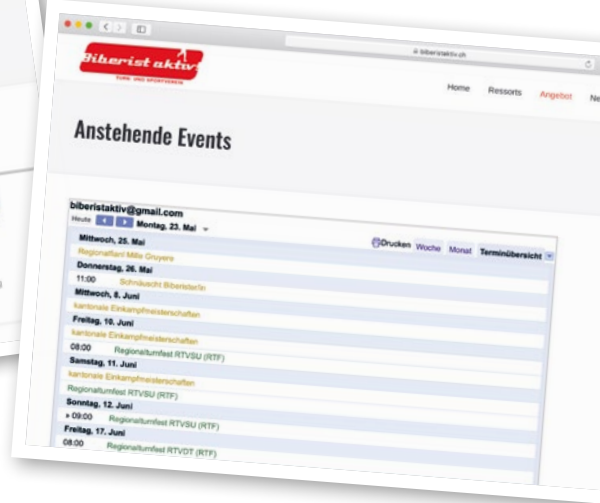 biberistaktiv.ch
Biberist aktiv!
TURN- UND SPORTVEREIN
Home Ressorts Angebot Ne
Anstehende Events
biberistaktiv@gmail.com
Heute Montag, 23. Mai
Drucken Woche Monat Terminübersicht
Mittwoch, 25. Mai
Regionalfianl Mille Gruyere
Donnerstag, 26. Mai
11:00 Schnäuscht Biberister/in
Mittwoch, 8. Juni
kantonale Einkampfmeisterschaften
Freitag, 10. Juni
kantonale Einkampfmeisterschaften
08:00 Regionalturnfest RTVSU (RTF)
Samstag, 11. Juni
kantonale Einkampfmeisterschaften
Regionalturnfest RTVSU (RTF)
Sonntag, 12. Juni
» 09:00 Regionalturnfest RTVSU (RTF)
Freitag, 17. Juni
08:00 Regionalturnfest RTVDT (RTF)